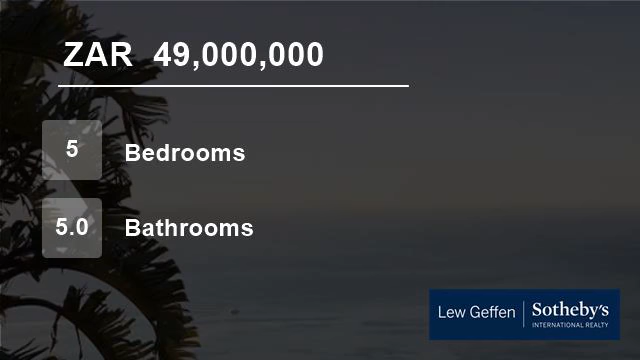 ZAR 49,000,000
5 Bedrooms
5.0 Bathrooms
Lew Geffen Sotheby's
INTERNATIONAL REALTY